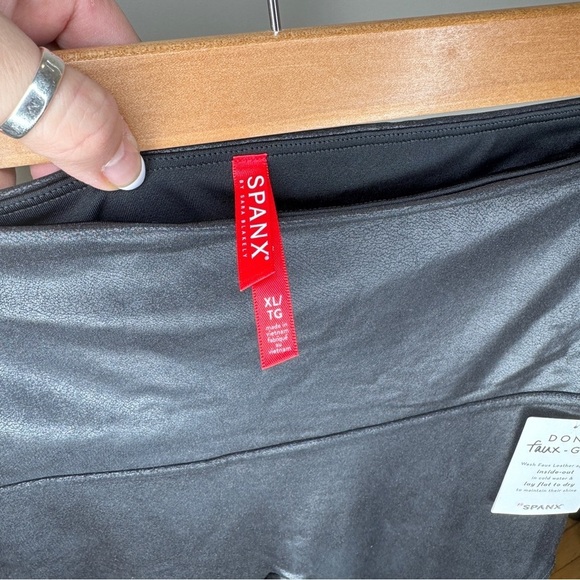 SPANX®
BY SARA BLAKELY
XL/
TG
made in
vietnam
fabriqué
au
vietnam
DON
faux-G
Wash Faux Leather
inside-out
in cold water &
lay flat to dry
to maintain their shine
SPANX®